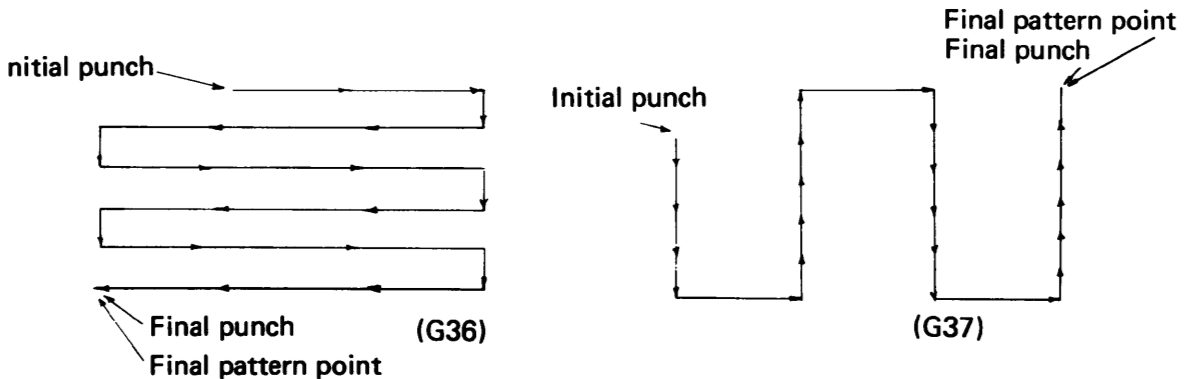 nitial punch
Final punch
Final pattern point
(G36)
Initial punch
Final pattern point
Final punch
(G37)